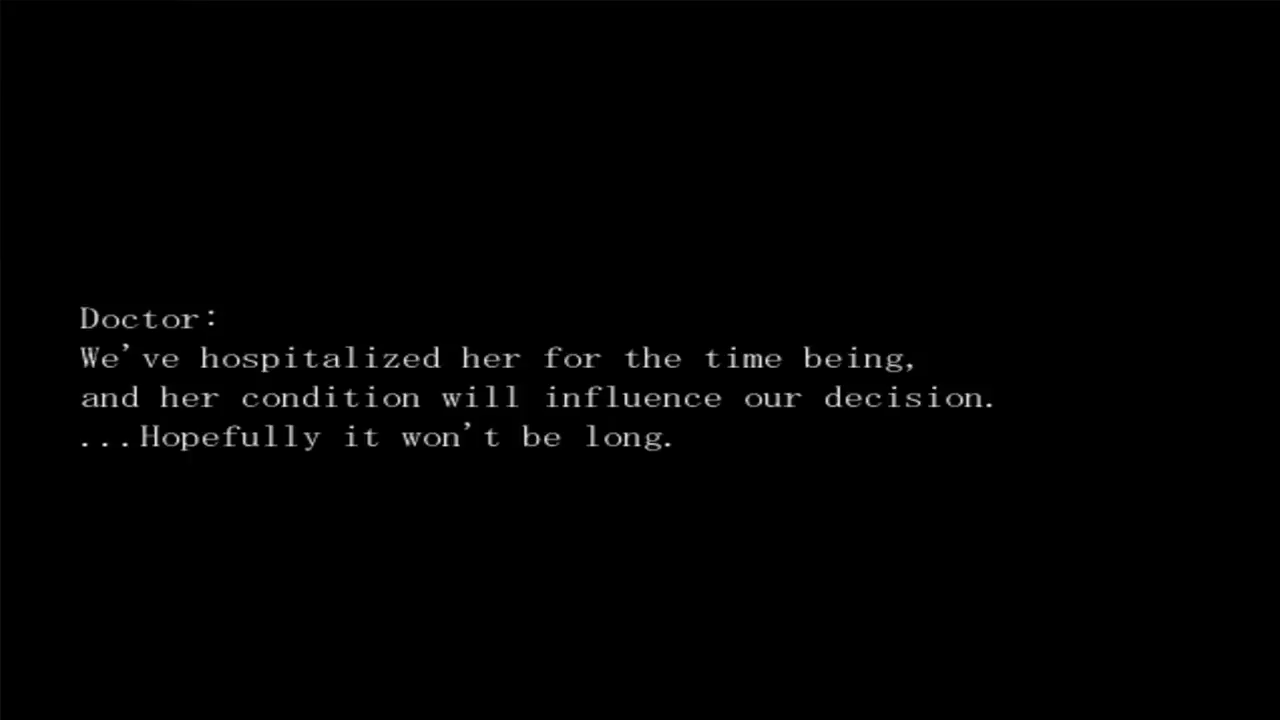 Doctor:
We've hospitalized her for the time being,
and her condition will influence our decision.
...Hopefully it won't be long.